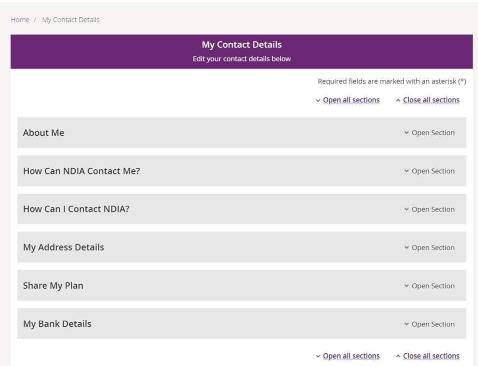 Home / My Contact Details
My Contact Details
Edit your contact details below
Required fields are marked with an asterisk (*)
Open all sections Close all sections
About Me Open Section
How Can NDIA Contact Me? Open Section
How Can I Contact NDIA? Open Section
My Address Details Open Section
Share My Plan Open Section
My Bank Details Open Section
Open all sections Close all sections